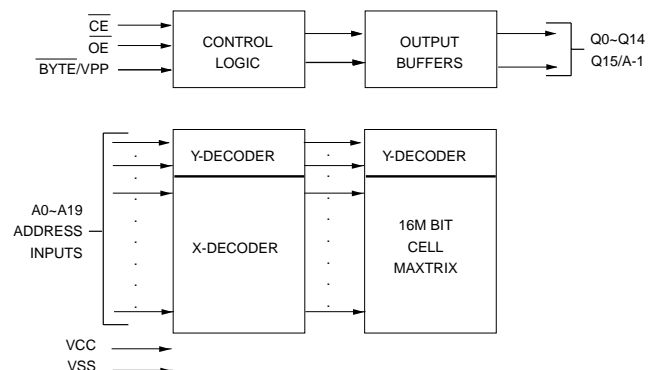 CE
OE
BYTE/VPP
CONTROL
LOGIC
OUTPUT
BUFFERS
Q0~Q14
Q15/A-1
A0~A19
ADDRESS
INPUTS
Y-DECODER
X-DECODER
Y-DECODER
16M BIT
CELL
MAXTRIX
VCC
VSS